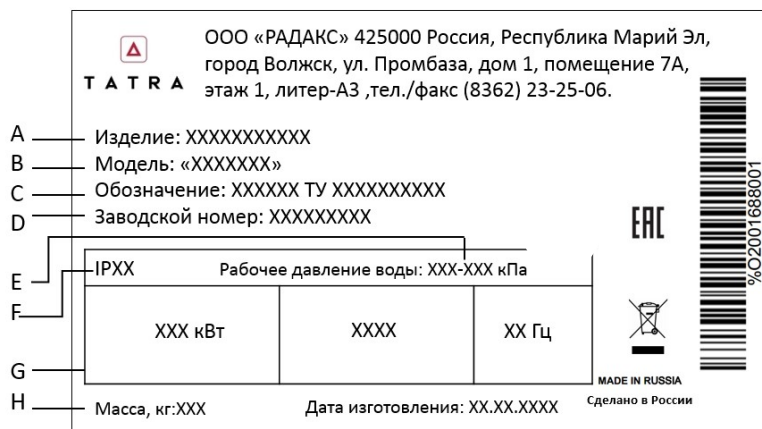 ООО «РАДАКС» 425000 Россия, Республика Марий Эл,
город Волжск, ул. Промбаза, дом 1, помещение 7А,
этаж 1, литер-А3 ,тел./факс (8362) 23-25-06.
TATRA
A Изделие: XXXXXXXXXXX
B Модель: «XXXXXXX»
C Обозначение: XXXXXX ТУ XXXXXXXXXX
D Заводской номер: XXXXXXXXX
EAC
%O2001688001
E
F
IPXX Рабочее давление воды: XXX-XXX кПа
XXX кВт XXXX XX Гц
G
MADE IN RUSSIA
Сделано в России
H Масса, кг:XXX Дата изготовления: XX.XX.XXXX